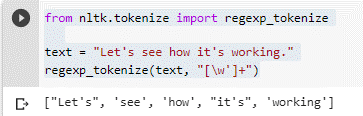 from nltk.tokenize import regexp_tokenize
text = "Let's see how it's working."
regexp_tokenize(text, "[\w']+")
["Let's", 'see', 'how', "it's", 'working']